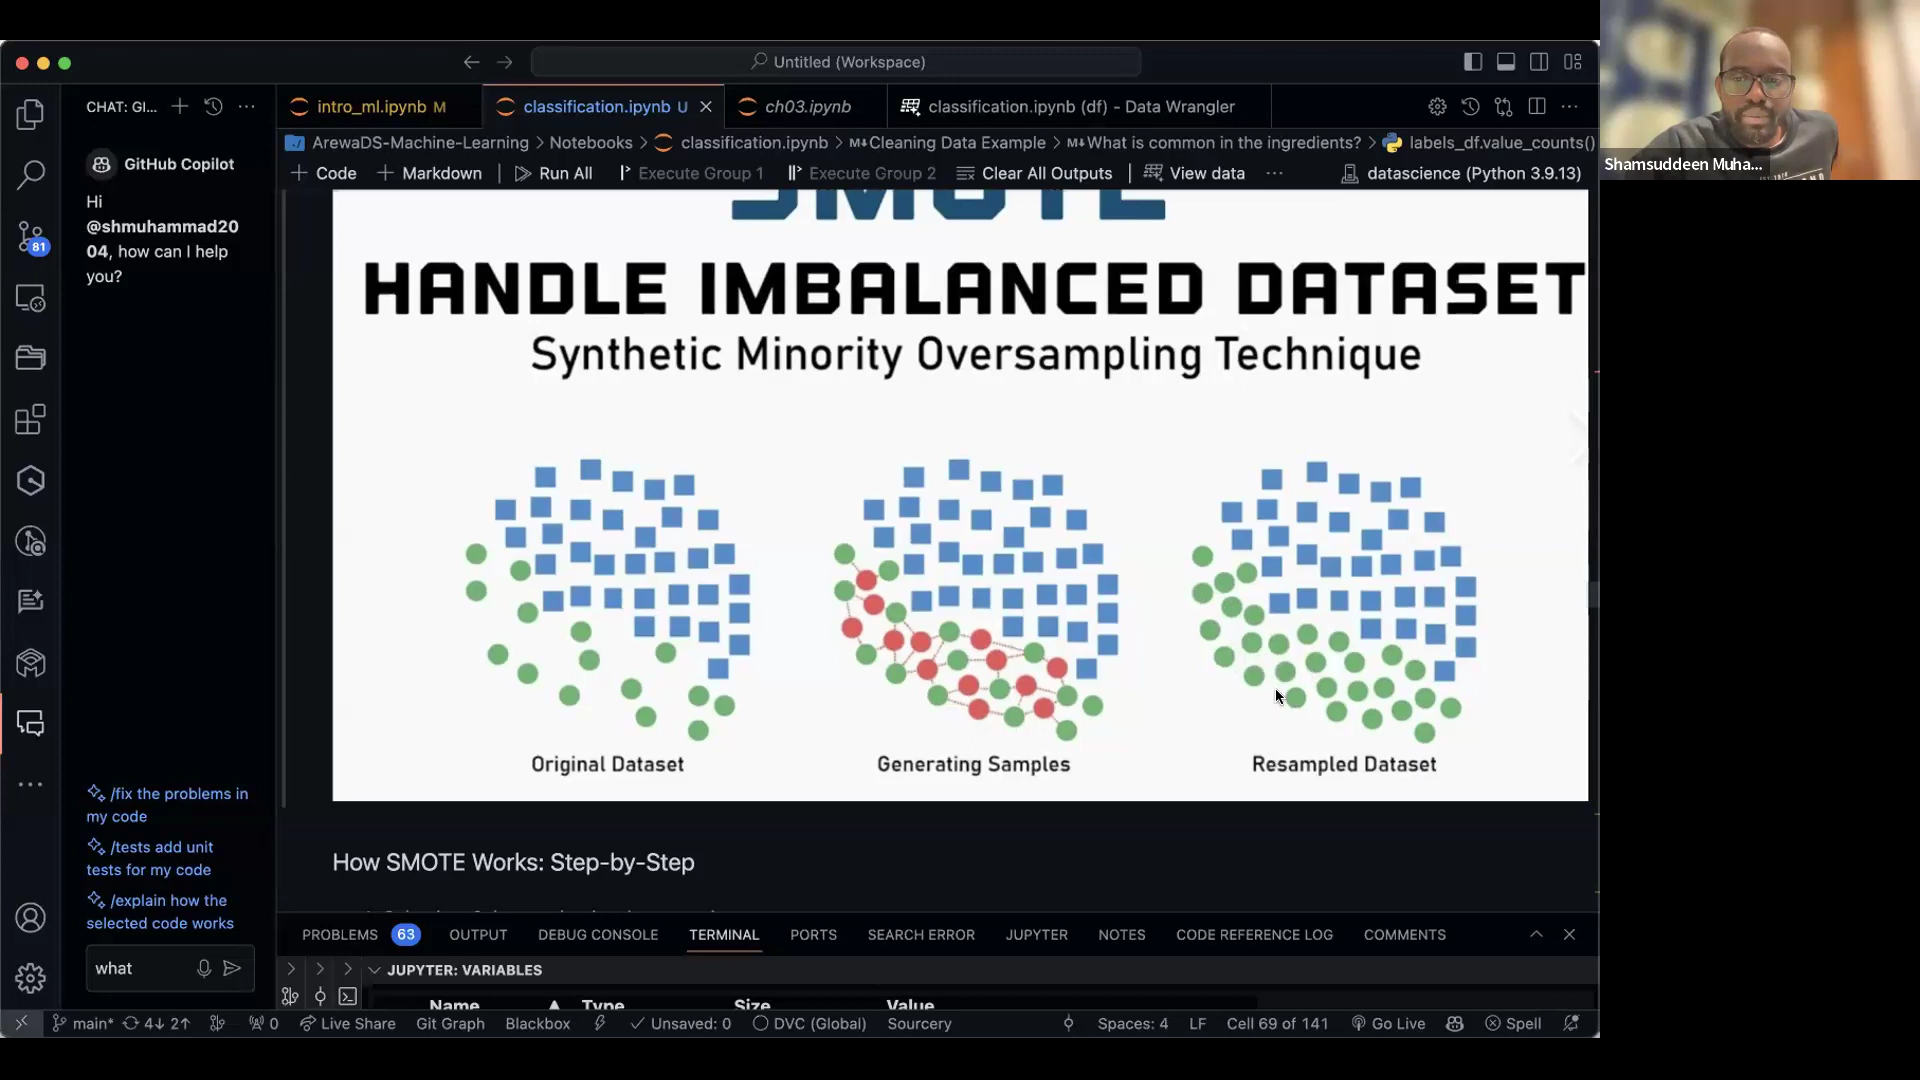 Untitled (Workspace)
CHAT: GI...
intro_ml.ipynb M
classification.ipynb U
ch03.ipynb
classification.ipynb (df) - Data Wrangler
ArewaDS-Machine-Learning > Notebooks > classification.ipynb > M↓Cleaning Data Example > M↓What is common in the ingredients? > labels_df.value_counts()
+ Code + Markdown Run All Execute Group 1 Execute Group 2 Clear All Outputs View data ... datascience (Python 3.9.13)
GitHub Copilot
Hi
@shmuhammad20
04, how can I help
you?
81
SMOTE
HANDLE IMBALANCED DATASET
Synthetic Minority Oversampling Technique
Original Dataset
Generating Samples
Resampled Dataset
How SMOTE Works: Step-by-Step
/fix the problems in
my code
/tests add unit
tests for my code
/explain how the
selected code works
what
PROBLEMS 63 OUTPUT DEBUG CONSOLE TERMINAL PORTS SEARCH ERROR JUPYTER NOTES CODE REFERENCE LOG COMMENTS
JUPYTER: VARIABLES
Name Type Size Value
main* 4↓ 2↑ 0 Live Share Git Graph Blackbox Unsaved: 0 DVC (Global) Sourcery Spaces: 4 LF Cell 69 of 141 Go Live Spell
Shamsuddeen Muha...